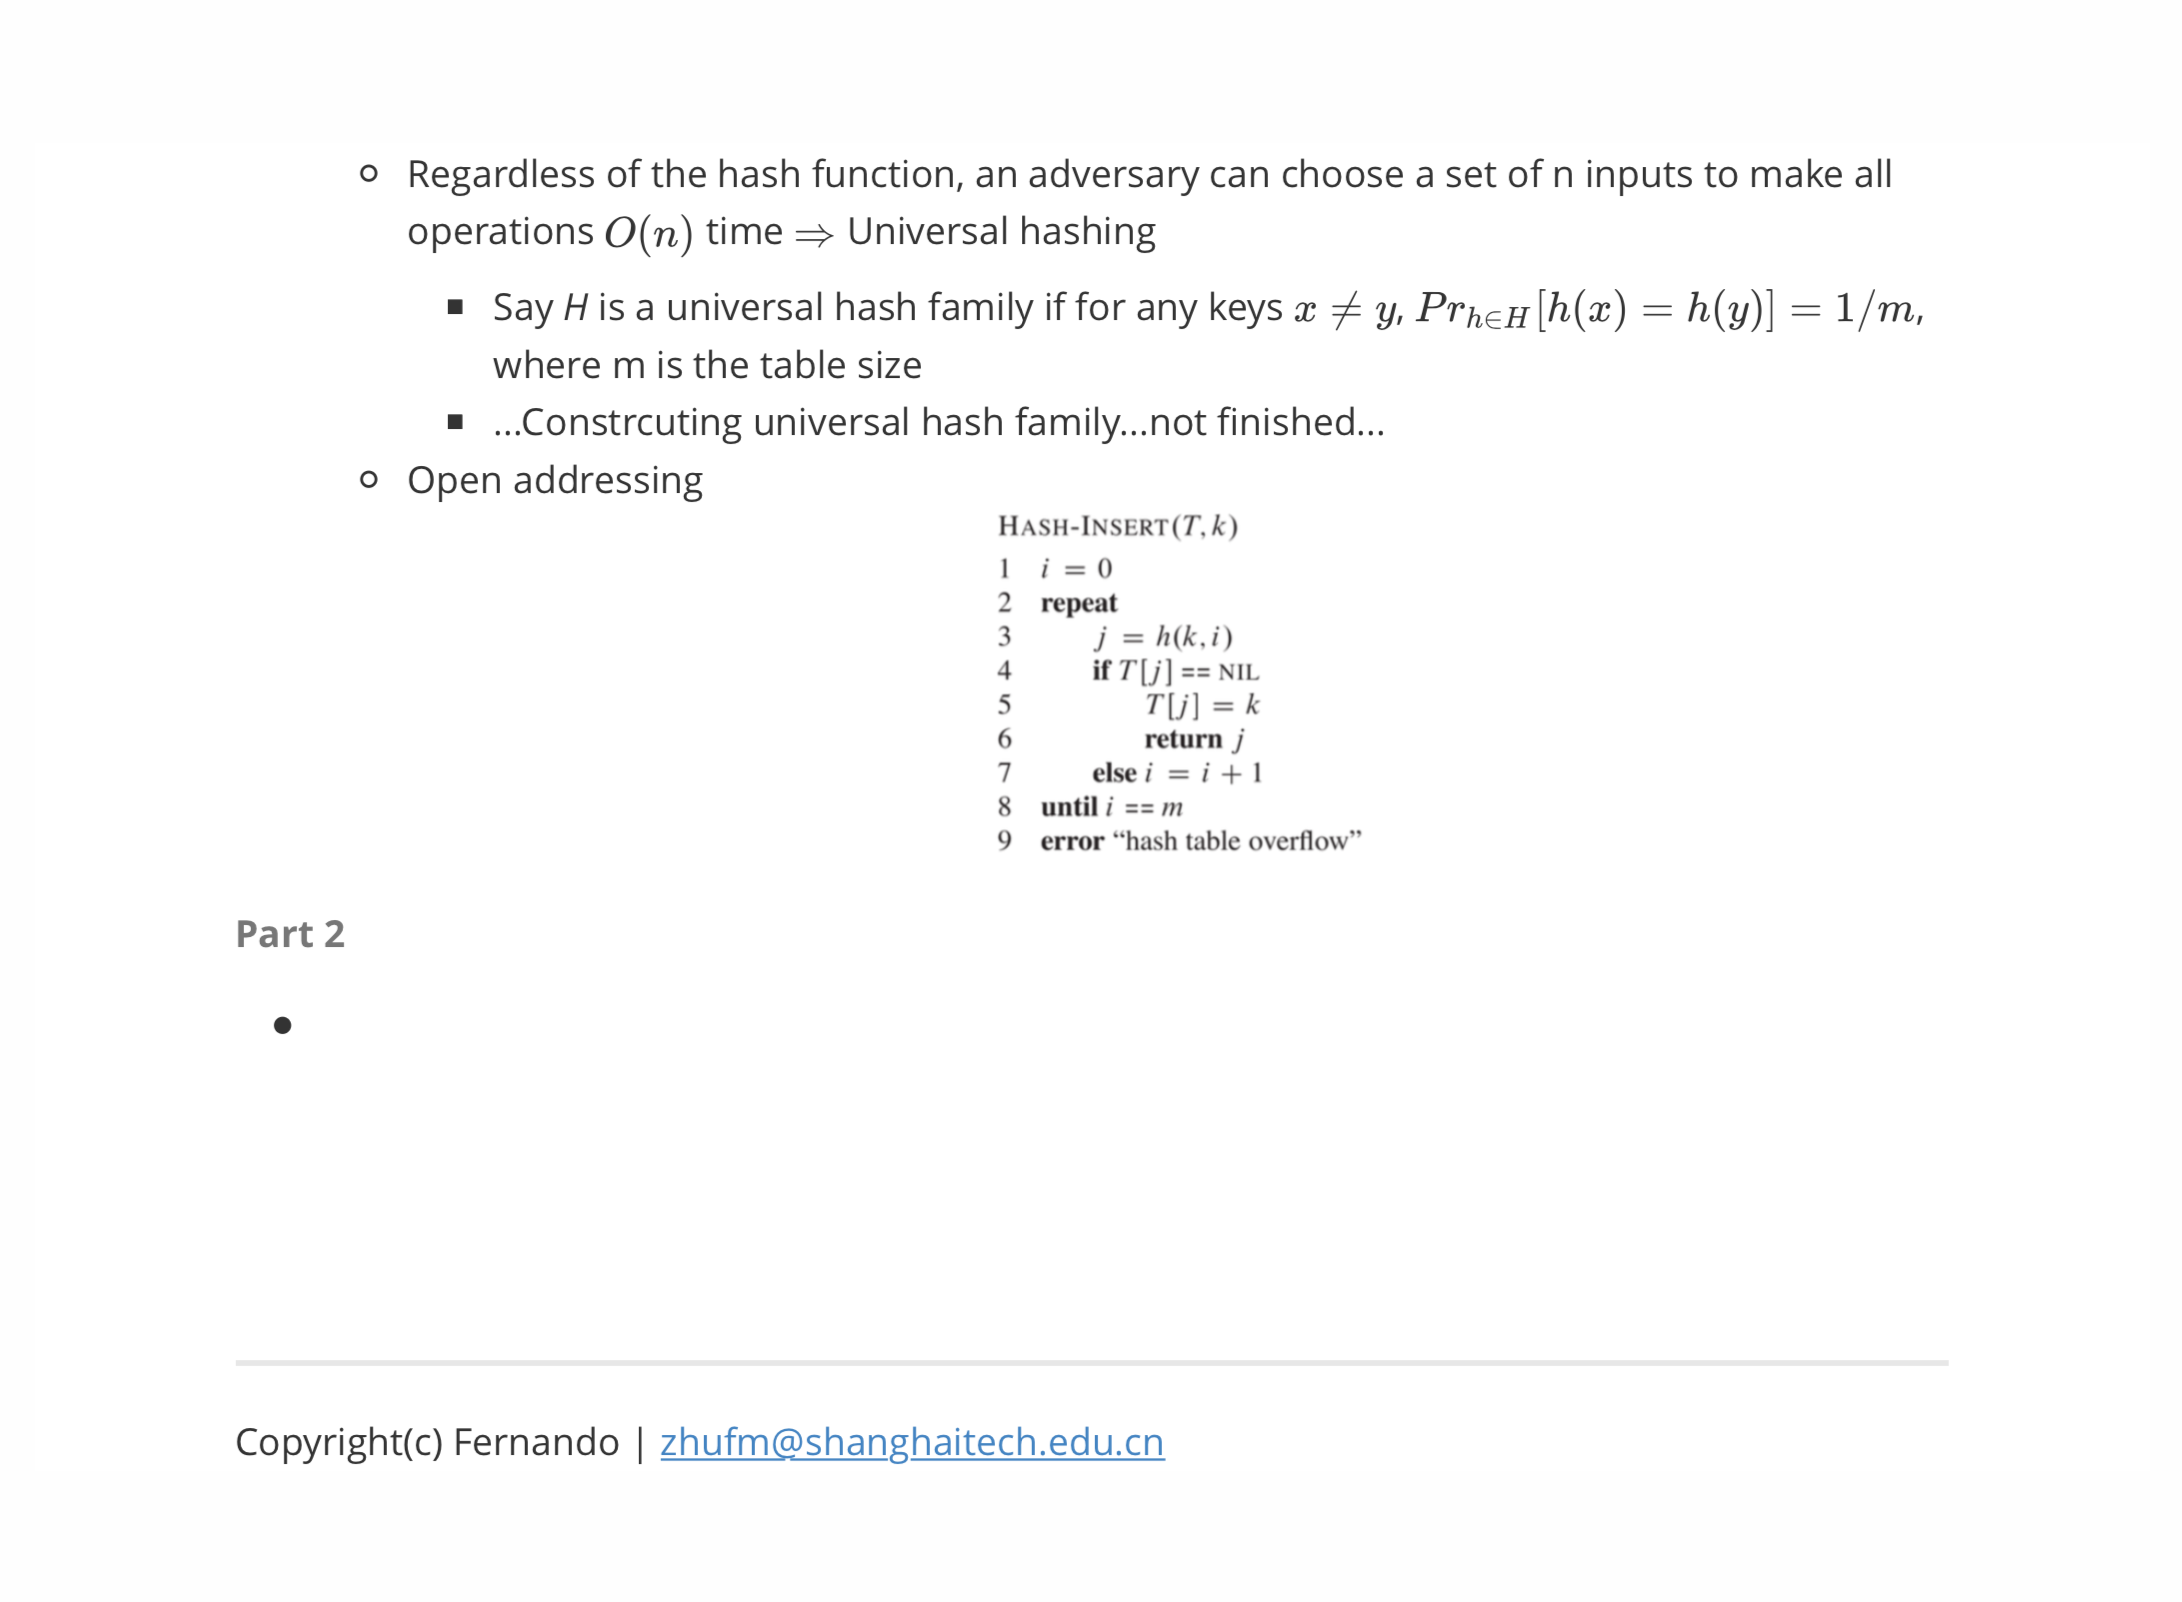 Regardless of the hash function, an adversary can choose a set of n inputs to make all
operations O(n) time ⇒ Universal hashing
Say H is a universal hash family if for any keys x ≠ y, Pr_{h∈H}[h(x) = h(y)] = 1/m,
where m is the table size
...Constrcuting universal hash family...not finished...
Open addressing
HASH-INSERT(T, k)
1 i = 0
2 repeat
3 j = h(k, i)
4 if T[j] == NIL
5 T[j] = k
6 return j
7 else i = i + 1
8 until i == m
9 error “hash table overflow”
Part 2
Copyright(c) Fernando | zhufm@shanghaitech.edu.cn